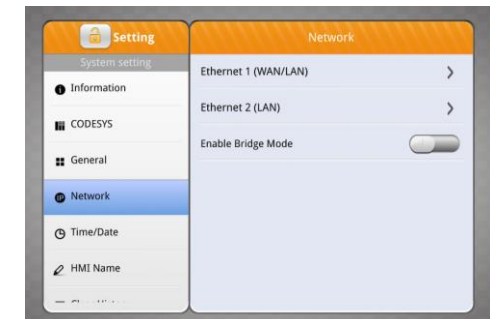 Setting
System setting
Information
CODESYS
General
Network
Time/Date
HMI Name
Network
Ethernet 1 (WAN/LAN)
Ethernet 2 (LAN)
Enable Bridge Mode